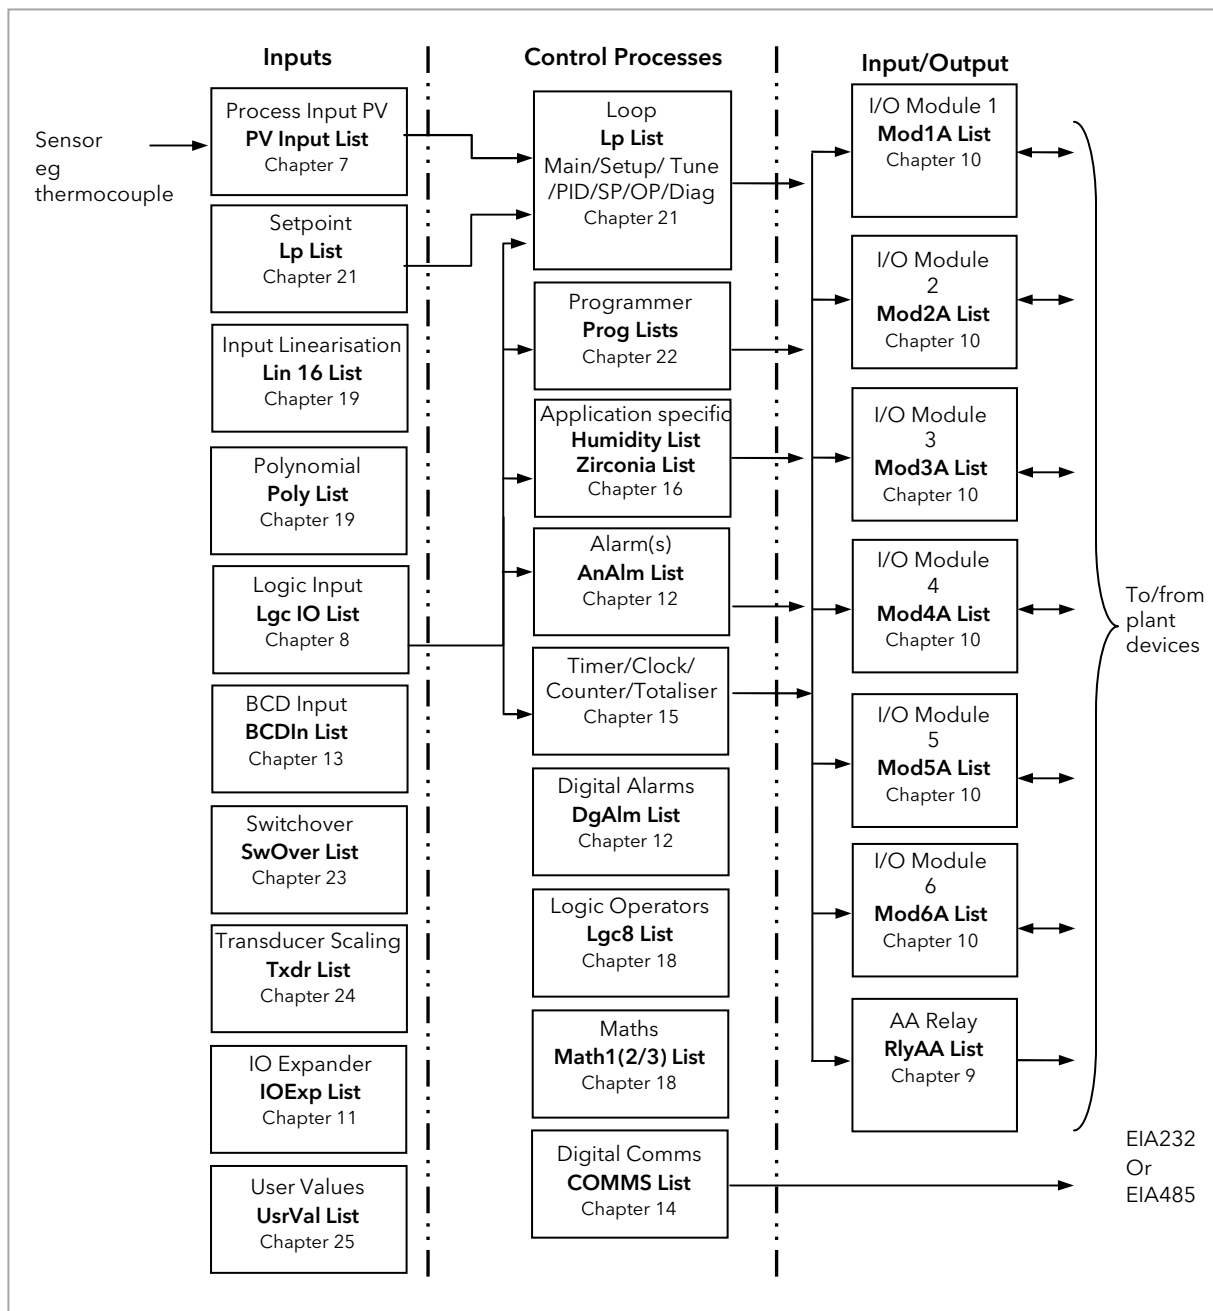 Inputs
Control Processes
Input/Output
Sensor
eg
thermocouple
Process Input PV
PV Input List
Chapter 7
Setpoint
Lp List
Chapter 21
Input Linearisation
Lin 16 List
Chapter 19
Polynomial
Poly List
Chapter 19
Logic Input
Lgc IO List
Chapter 8
BCD Input
BCDIn List
Chapter 13
Switchover
SwOver List
Chapter 23
Transducer Scaling
Txdr List
Chapter 24
IO Expander
IOExp List
Chapter 11
User Values
UsrVal List
Chapter 25
Loop
Lp List
Main/Setup/ Tune
/PID/SP/OP/Diag
Chapter 21
Programmer
Prog Lists
Chapter 22
Application specific
Humidity List
Zirconia List
Chapter 16
Alarm(s)
AnAlm List
Chapter 12
Timer/Clock/
Counter/Totaliser
Chapter 15
Digital Alarms
DgAlm List
Chapter 12
Logic Operators
Lgc8 List
Chapter 18
Maths
Math1(2/3) List
Chapter 18
Digital Comms
COMMS List
Chapter 14
I/O Module 1
Mod1A List
Chapter 10
I/O Module
2
Mod2A List
Chapter 10
I/O Module
3
Mod3A List
Chapter 10
I/O Module
4
Mod4A List
Chapter 10
I/O Module
5
Mod5A List
Chapter 10
I/O Module
6
Mod6A List
Chapter 10
AA Relay
RlyAA List
Chapter 9
To/from
plant
devices
EIA232
Or
EIA485